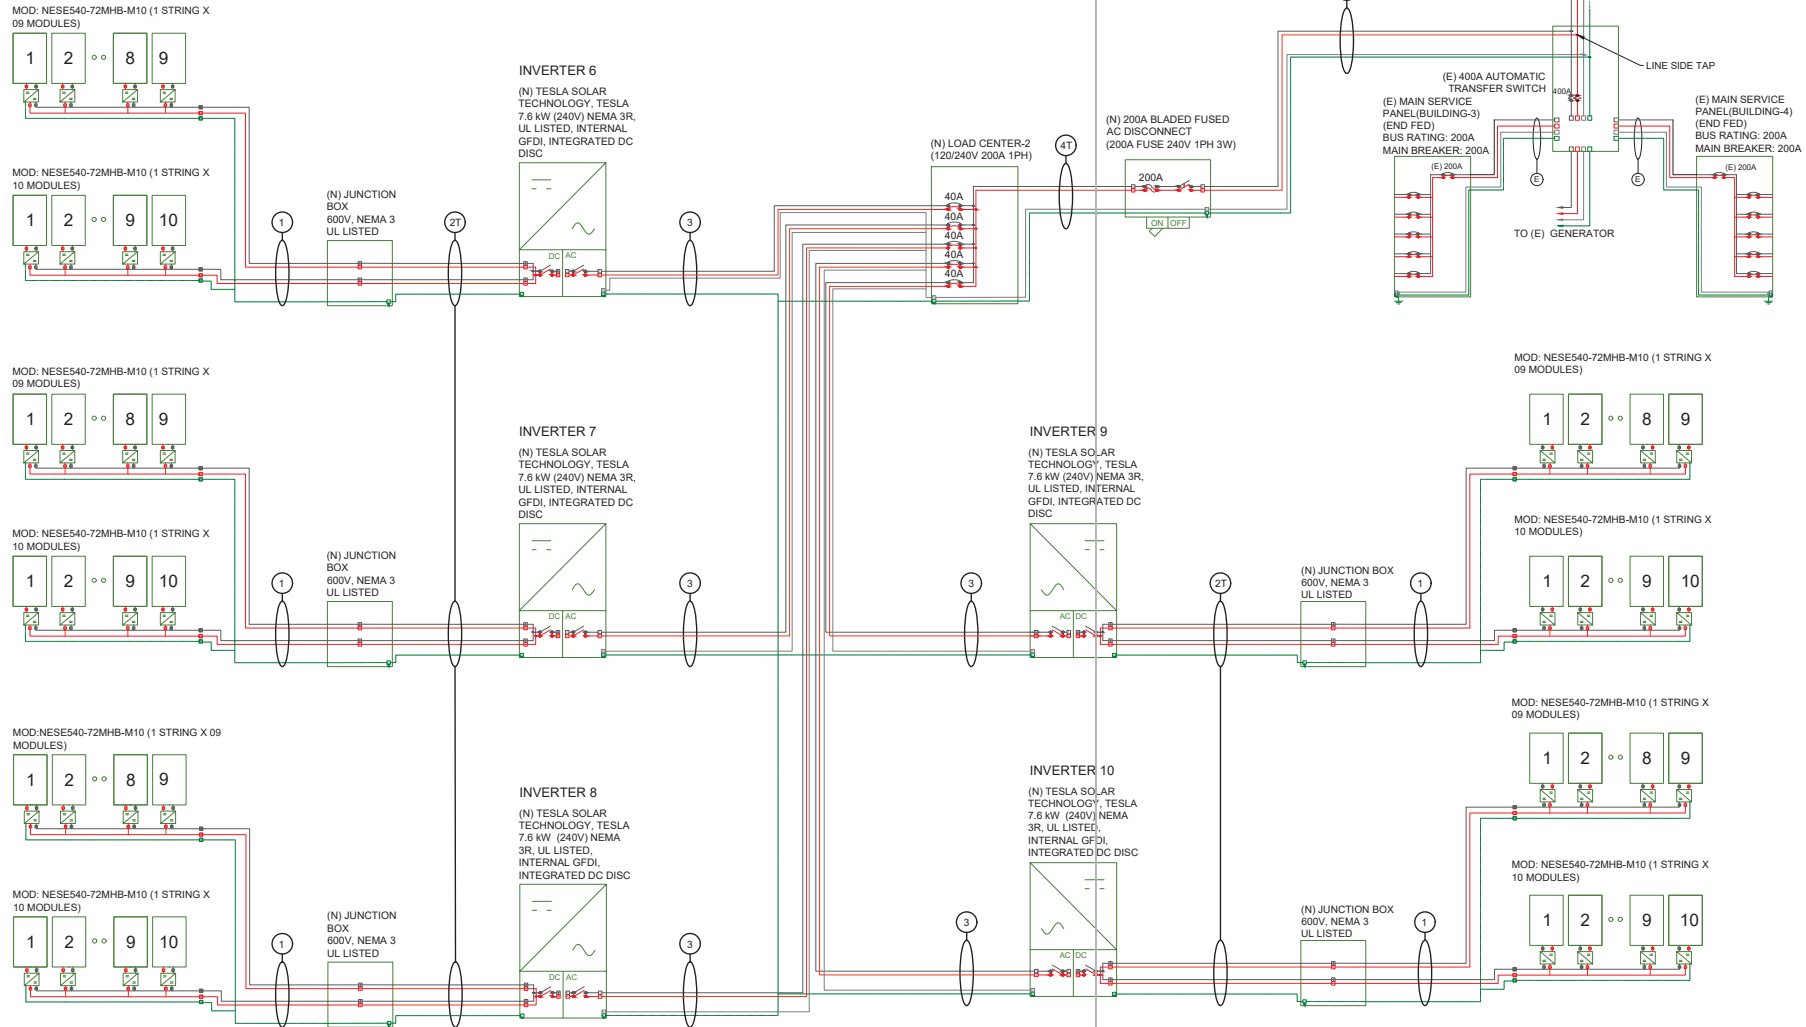 MOD: NESE540-72MHB-M10 (1 STRING X
09 MODULES)
1 2 8 9
MOD: NESE540-72MHB-M10 (1 STRING X
10 MODULES)
1 2 9 10
1
(N) JUNCTION
BOX
600V, NEMA 3
UL LISTED
2T
INVERTER 6
(N) TESLA SOLAR
TECHNOLOGY, TESLA
7.6 kW (240V) NEMA 3R,
UL LISTED, INTERNAL
GFDI, INTEGRATED DC
DISC
DC AC
3
(N) LOAD CENTER-2
(120/240V 200A 1PH)
40A
40A
40A
40A
40A
4T
(N) 200A BLADED FUSED
AC DISCONNECT
(200A FUSE 240V 1PH 3W)
200A
ON OFF
LINE SIDE TAP
(E) 400A AUTOMATIC
TRANSFER SWITCH
400A
(E) MAIN SERVICE
PANEL(BUILDING-3)
(END FED)
BUS RATING: 200A
MAIN BREAKER: 200A
(E) 200A
E
E
TO (E) GENERATOR
(E) MAIN SERVICE
PANEL(BUILDING-4)
(END FED)
BUS RATING: 200A
MAIN BREAKER: 200A
(E) 200A
MOD: NESE540-72MHB-M10 (1 STRING X
09 MODULES)
1 2 8 9
MOD: NESE540-72MHB-M10 (1 STRING X
10 MODULES)
1 2 9 10
1
(N) JUNCTION
BOX
600V, NEMA 3
UL LISTED
INVERTER 7
(N) TESLA SOLAR
TECHNOLOGY, TESLA
7.6 kW (240V) NEMA 3R,
UL LISTED, INTERNAL
GFDI, INTEGRATED DC
DISC
DC AC
3
3
INVERTER 9
(N) TESLA SOLAR
TECHNOLOGY, TESLA
7.6 kW (240V) NEMA 3R,
UL LISTED, INTERNAL
GFDI, INTEGRATED DC
DISC
AC DC
2T
(N) JUNCTION BOX
600V, NEMA 3
UL LISTED
1
MOD: NESE540-72MHB-M10 (1 STRING X
09 MODULES)
1 2 8 9
MOD: NESE540-72MHB-M10 (1 STRING X
10 MODULES)
1 2 9 10
MOD:NESE540-72MHB-M10 (1 STRING X 09
MODULES)
1 2 8 9
MOD: NESE540-72MHB-M10 (1 STRING X
10 MODULES)
1 2 9 10
1
(N) JUNCTION
BOX
600V, NEMA 3
UL LISTED
INVERTER 8
(N) TESLA SOLAR
TECHNOLOGY, TESLA
7.6 kW (240V) NEMA
3R, UL LISTED,
INTERNAL GFDI,
INTEGRATED DC DISC
DC AC
3
3
INVERTER 10
(N) TESLA SOLAR
TECHNOLOGY, TESLA
7.6 kW (240V) NEMA
3R, UL LISTED,
INTERNAL GFDI,
INTEGRATED DC DISC
AC DC
(N) JUNCTION BOX
600V, NEMA 3
UL LISTED
1
MOD: NESE540-72MHB-M10 (1 STRING X
09 MODULES)
1 2 8 9
MOD: NESE540-72MHB-M10 (1 STRING X
10 MODULES)
1 2 9 10